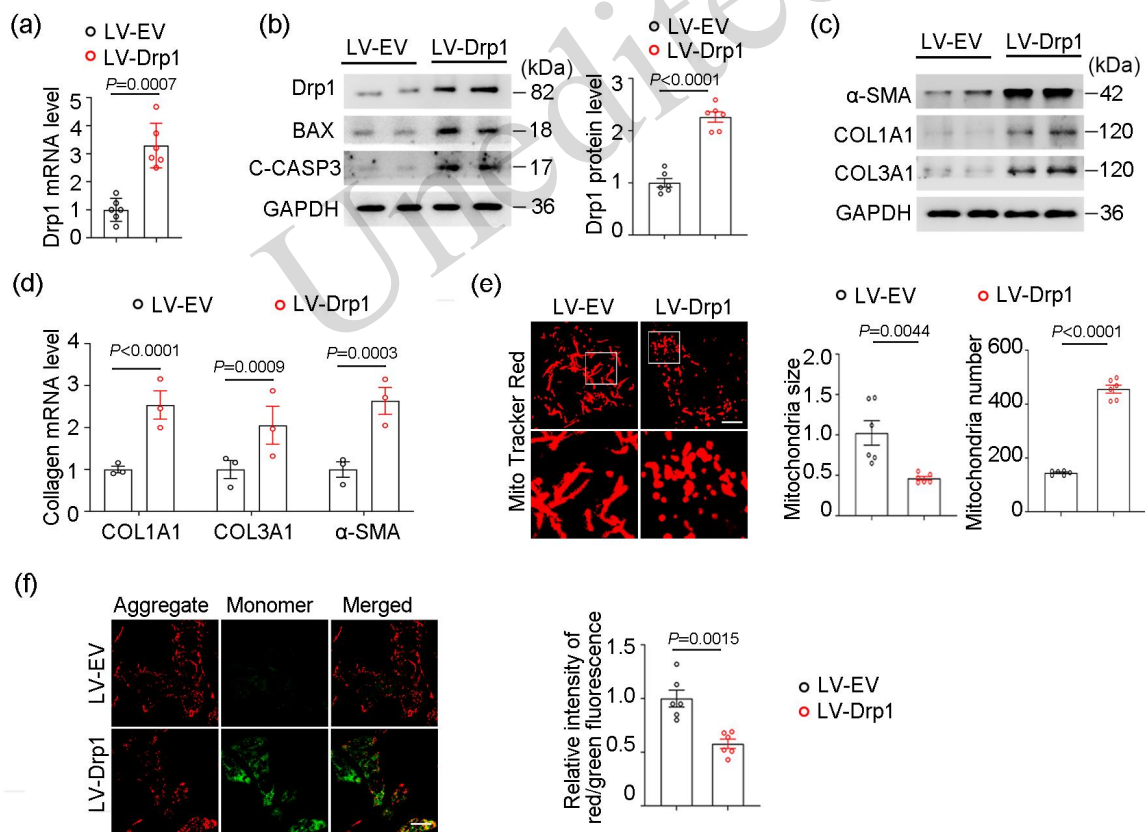 Unedited
(a)
LV-EV
LV-Drp1
P=0.0007
Drp1 mRNA level
5
4
3
2
1
0
(b)
LV-EV LV-Drp1
(kDa)
Drp1
82
BAX
18
C-CASP3
17
GAPDH
36
LV-EV
LV-Drp1
P<0.0001
Drp1 protein level
3
2
1
0
(c)
LV-EV LV-Drp1
(kDa)
α-SMA
42
COL1A1
120
COL3A1
120
GAPDH
36
(d)
LV-EV LV-Drp1
Collagen mRNA level
4
3
2
1
0
P<0.0001
P=0.0009
P=0.0003
COL1A1 COL3A1 α-SMA
(e)
LV-EV LV-Drp1
Mito Tracker Red
LV-EV LV-Drp1
P=0.0044
Mitochondria size
2.0
1.5
1.0
0.5
0
P<0.0001
Mitochondria number
600
400
200
0
(f)
Aggregate Monomer Merged
LV-EV
LV-Drp1
P=0.0015
Relative intensity of
red/green fluorescence
1.5
1.0
0.5
0
LV-EV
LV-Drp1